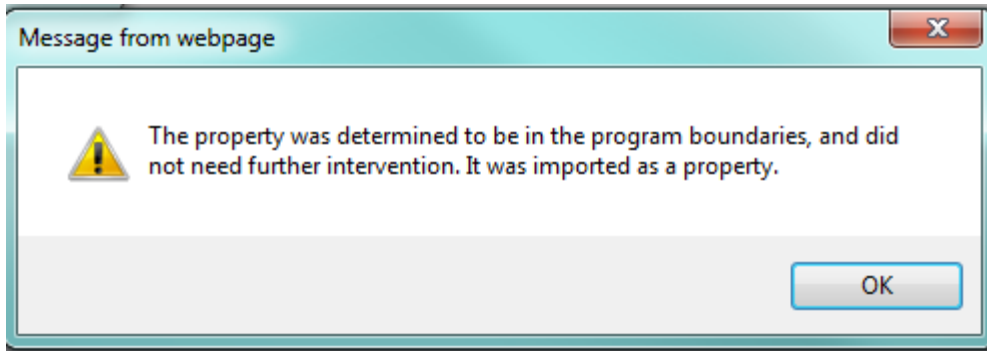 Message from webpage
The property was determined to be in the program boundaries, and did
not need further intervention. It was imported as a property.
OK